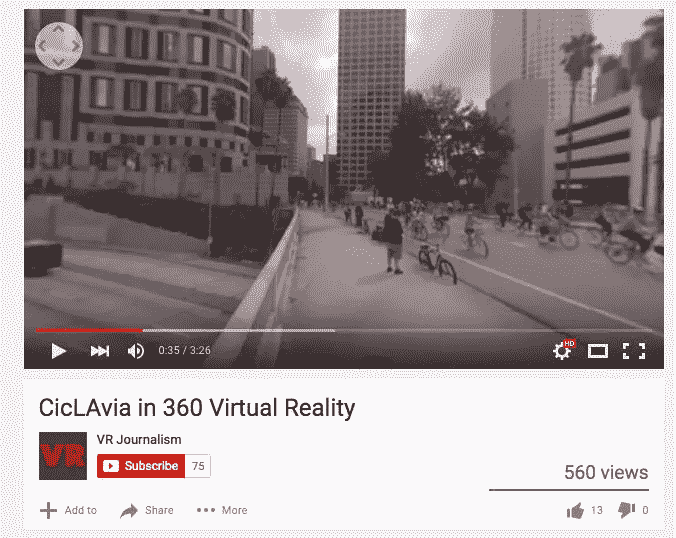 0:35 / 3:26
HD
CicLAvia in 360 Virtual Reality
VR
VR Journalism
Subscribe 75
560 views
Add to Share More 13 0